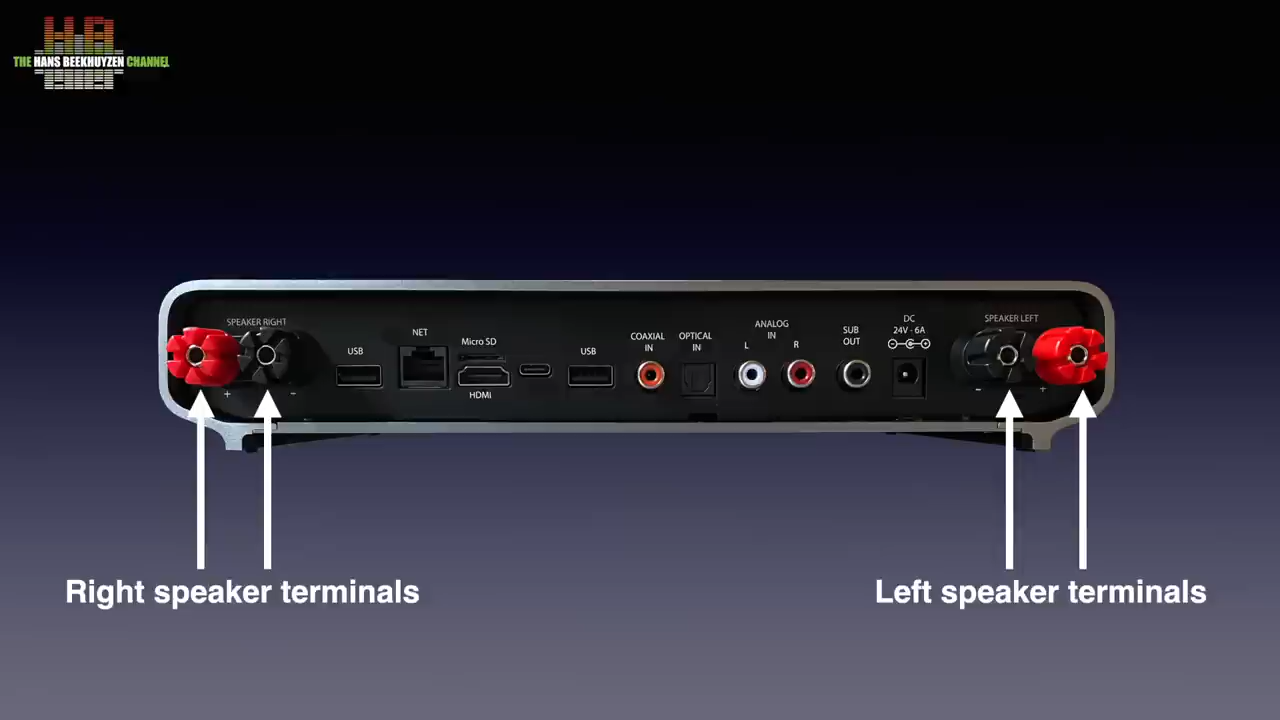 THE HANS BEEKHUYZEN CHANNEL
SPEAKER RIGHT
+
-
USB
NET
Micro SD
HDMI
USB
COAXIAL
IN
OPTICAL
IN
ANALOG
IN
L
R
SUB
OUT
DC
24V - 6A
SPEAKER LEFT
-
+
Right speaker terminals
Left speaker terminals